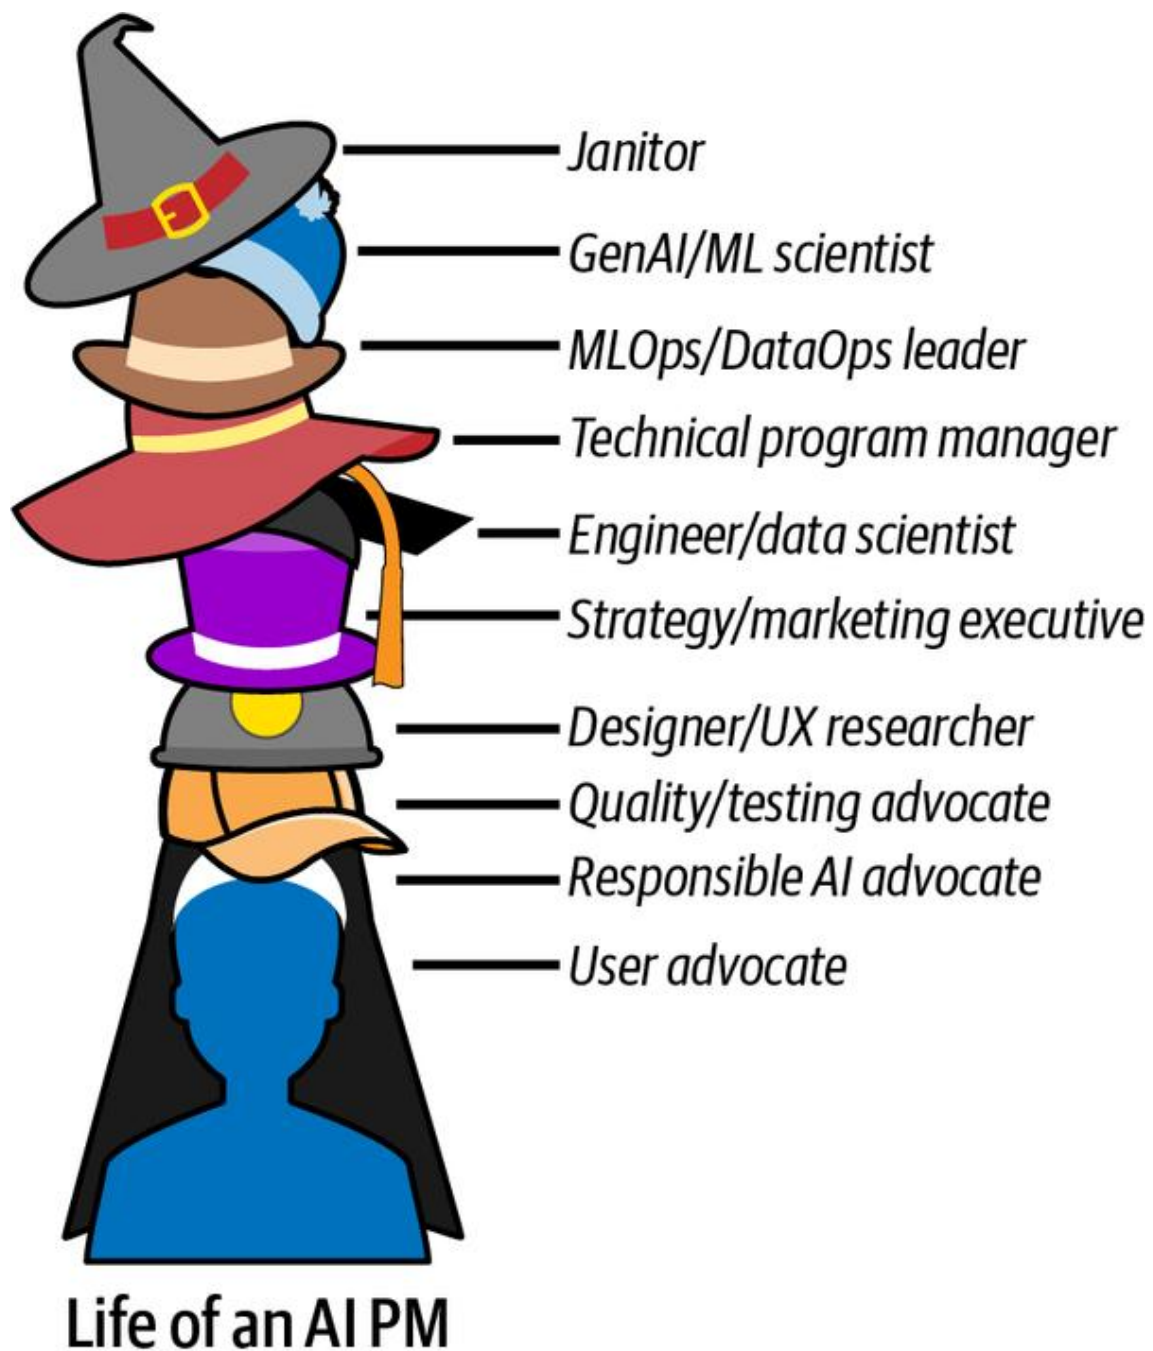 Janitor
GenAI/ML scientist
MLOps/DataOps leader
Technical program manager
Engineer/data scientist
Strategy/marketing executive
Designer/UX researcher
Quality/testing advocate
Responsible AI advocate
User advocate
Life of an AI PM